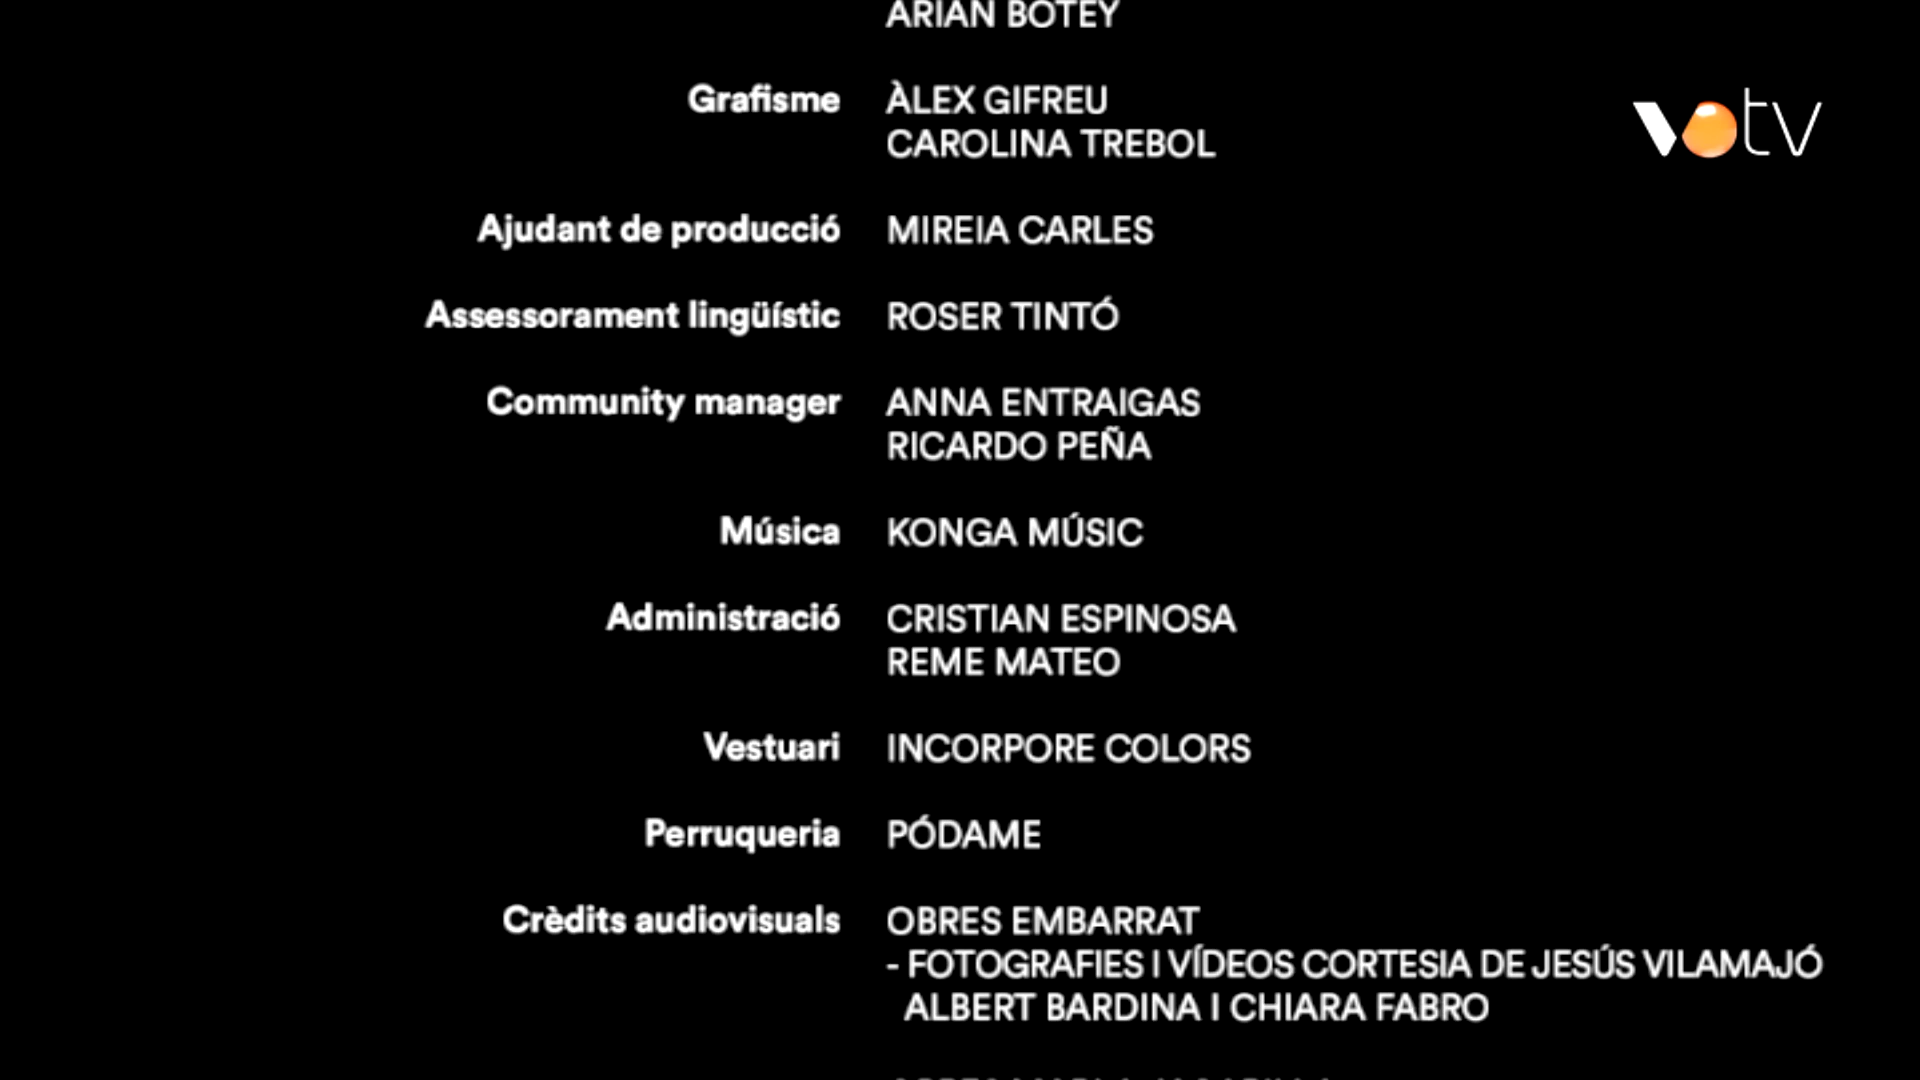 ARIAN BOTEY
Grafisme ÀLEX GIFREU
CAROLINA TREBOL
votv
Ajudant de producció MIREIA CARLES
Assessorament lingüístic ROSER TINTÓ
Community manager ANNA ENTRAIGAS
RICARDO PEÑA
Música KONGA MÚSIC
Administració CRISTIAN ESPINOSA
REME MATEO
Vestuari INCORPORE COLORS
Perruqueria PÓDAME
Crèdits audiovisuals OBRES EMBARRAT
- FOTOGRAFIES I VÍDEOS CORTESIA DE JESÚS VILAMAJÓ
ALBERT BARDINA I CHIARA FABRO